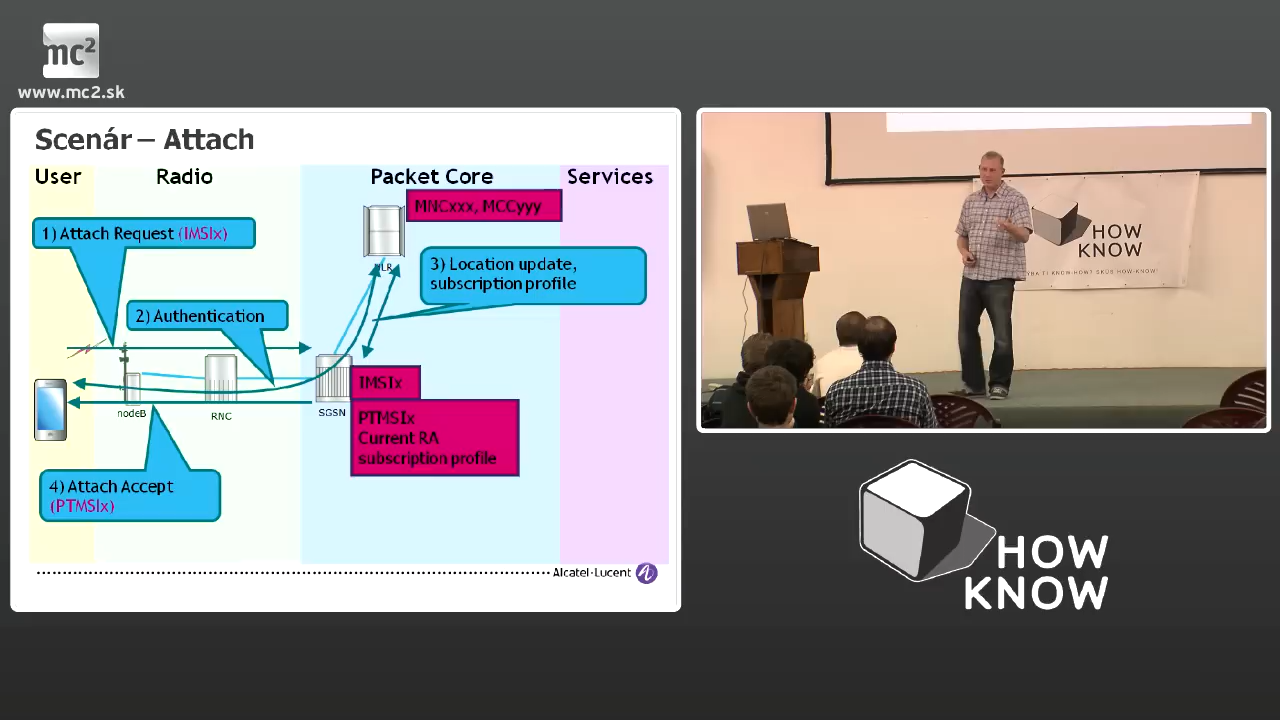 mc²
www.mc2.sk
Scenár – Attach
User
Radio
Packet Core
Services
MNCxxx, MCCyyy
1) Attach Request (IMSIx)
3) Location update,
subscription profile
2) Authentication
IMSIx
nodeB
RNC
SGSN
PTMSIx
Current RA
subscription profile
4) Attach Accept
(PTMSIx)
Alcatel·Lucent
HOW
KNOW
HOW
KNOW